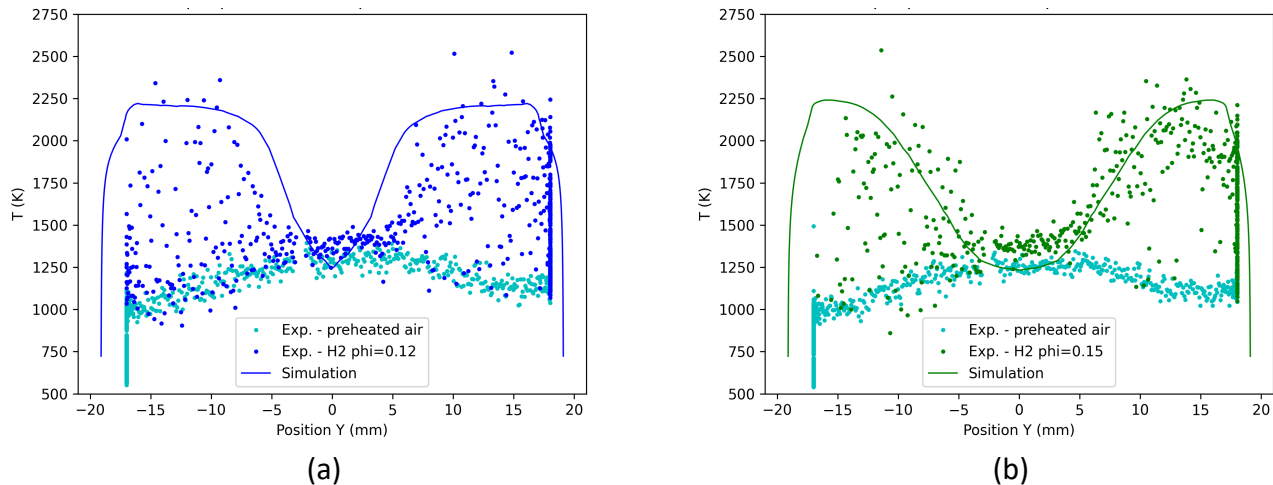 2750
2500
2250
2000
1750
1500
1250
1000
750
500
T (K)
Exp. - preheated air
Exp. - H2 phi=0.12
Simulation
−20 −15 −10 −5 0 5 10 15 20
Position Y (mm)
(a)
2750
2500
2250
2000
1750
1500
1250
1000
750
500
T (K)
Exp. - preheated air
Exp. - H2 phi=0.15
Simulation
−20 −15 −10 −5 0 5 10 15 20
Position Y (mm)
(b)